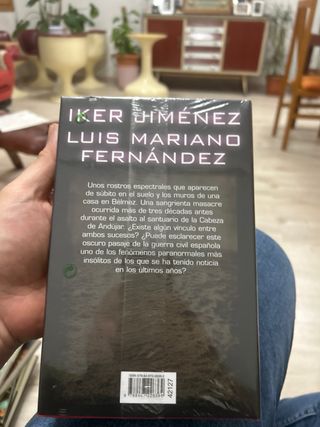 IKER JIMÉNEZ
LUIS MARIANO
FERNÁNDEZ
Unos rostros espectrales que aparecen
de súbito en el suelo y los muros de una
casa en Bélmez. Una sangrienta masacre
ocurrida más de tres décadas antes
durante el asalto al santuario de la Cabeza
de Andújar. ¿Existe algún vínculo entre
ambos sucesos? ¿Puede esclarecer este
oscuro pasaje de la guerra civil española
uno de los fenómenos paranormales más
insólitos de los que se ha tenido noticia
en los últimos años?
42127